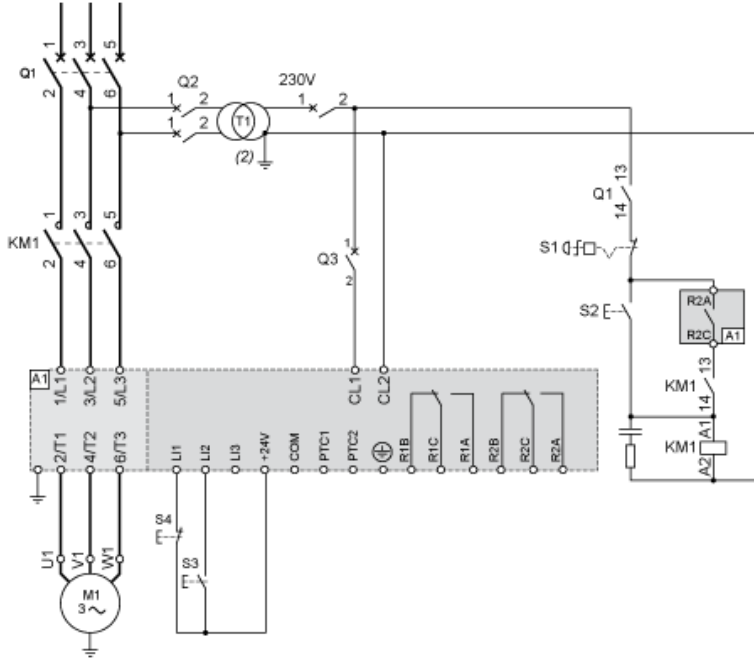 1 3 5
Q1
2 4 6
Q2
1 2
1 2
T1
(2)
230V
1 2
13
Q1
14
1 3 5
KM1
2 4 6
Q3
1
2
S1
S2
R2A
R2C
A1
13
KM1
14
A1
KM1
A2
A1
1/L1 3/L2 5/L3
CL1 CL2
2/T1 4/T2 6/T3
LI1 LI2 LI3 +24V COM PTC1 PTC2 R1B R1C R1A R2B R2C R2A
S4
S3
U1 V1 W1
M1
3